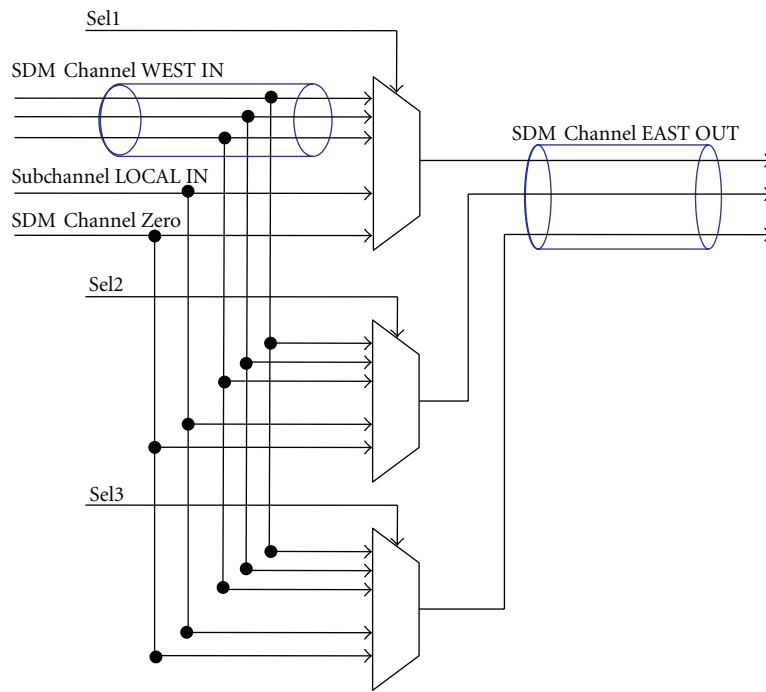 Sel1
SDM Channel WEST IN
SDM Channel EAST OUT
Subchannel LOCAL IN
SDM Channel Zero
Sel2
Sel3